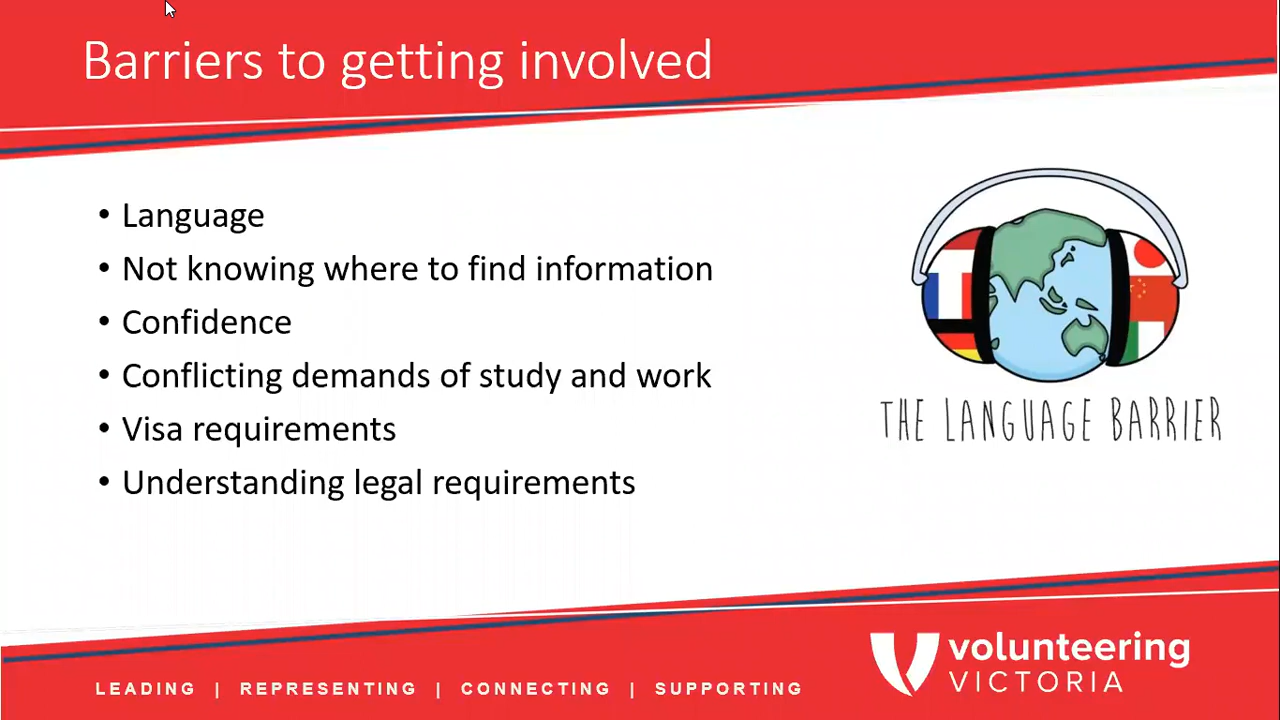 Barriers to getting involved
• Language
• Not knowing where to find information
• Confidence
• Conflicting demands of study and work
• Visa requirements
• Understanding legal requirements
THE LANGUAGE BARRIER
LEADING | REPRESENTING | CONNECTING | SUPPORTING
volunteering
VICTORIA